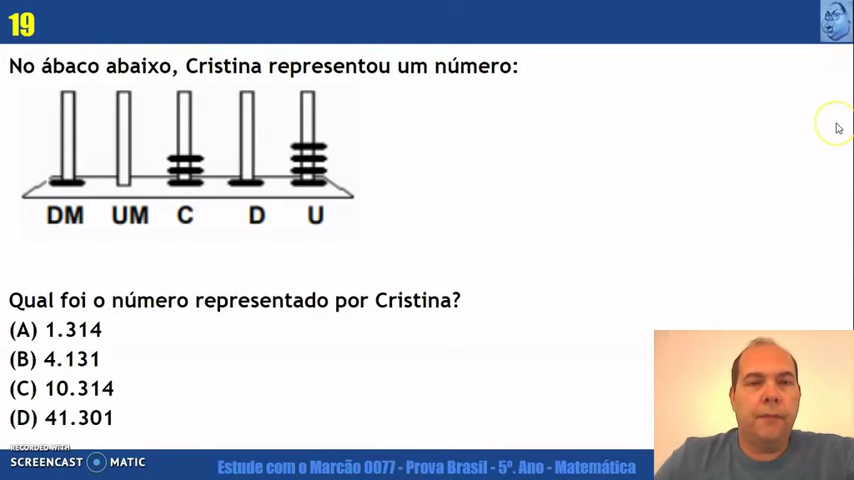 19
No ábaco abaixo, Cristina representou um número:
DM UM C D U
Qual foi o número representado por Cristina?
(A) 1.314
(B) 4.131
(C) 10.314
(D) 41.301
RECORDED WITH
SCREENCAST MATIC
Estude com o Marcão 0077 - Prova Brasil - 5º. Ano - Matemática